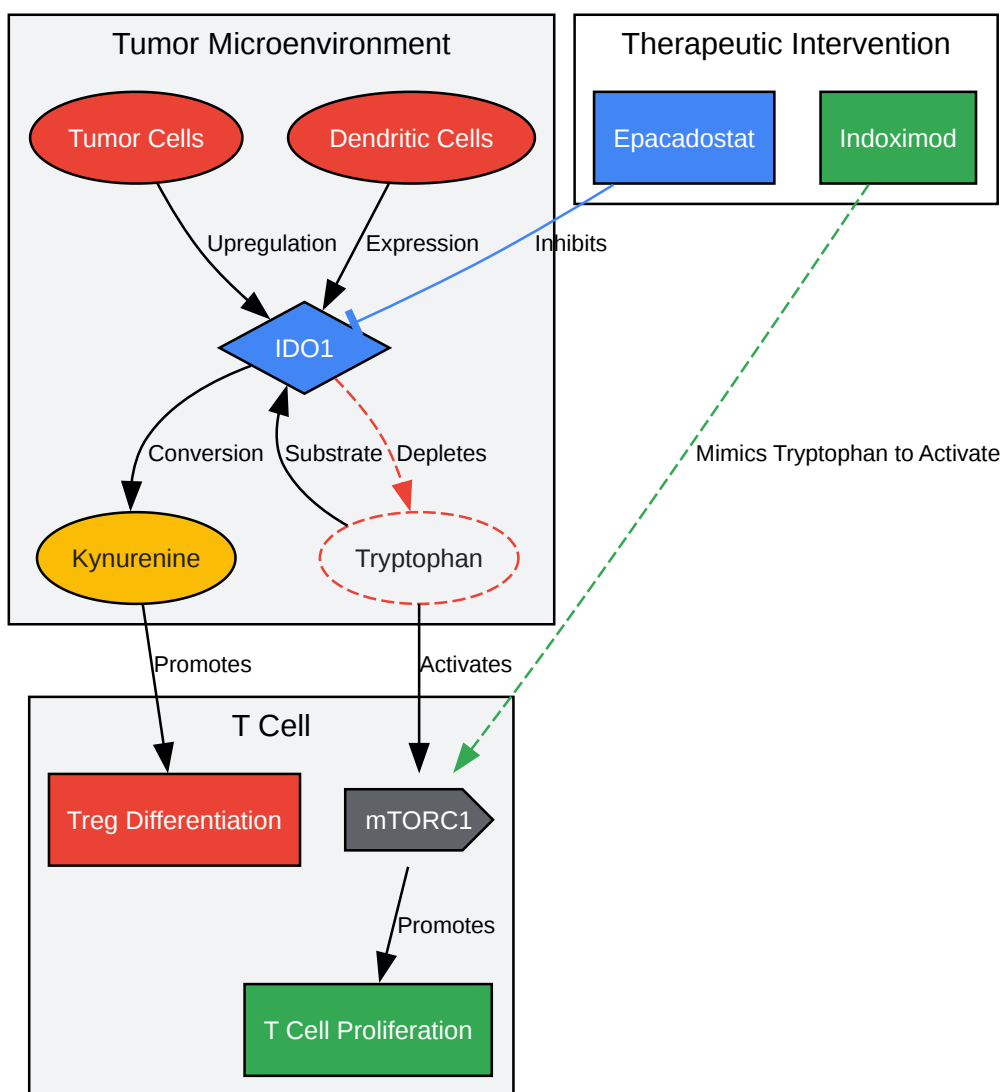 Tumor Microenvironment
Therapeutic Intervention
Tumor Cells
Dendritic Cells
Epacadostat
Indoximod
Upregulation
Expression
Inhibits
IDO1
Conversion
Substrate
Depletes
Mimics Tryptophan to Activate
Kynurenine
Tryptophan
Promotes
Activates
T Cell
Treg Differentiation
mTORC1
Promotes
T Cell Proliferation